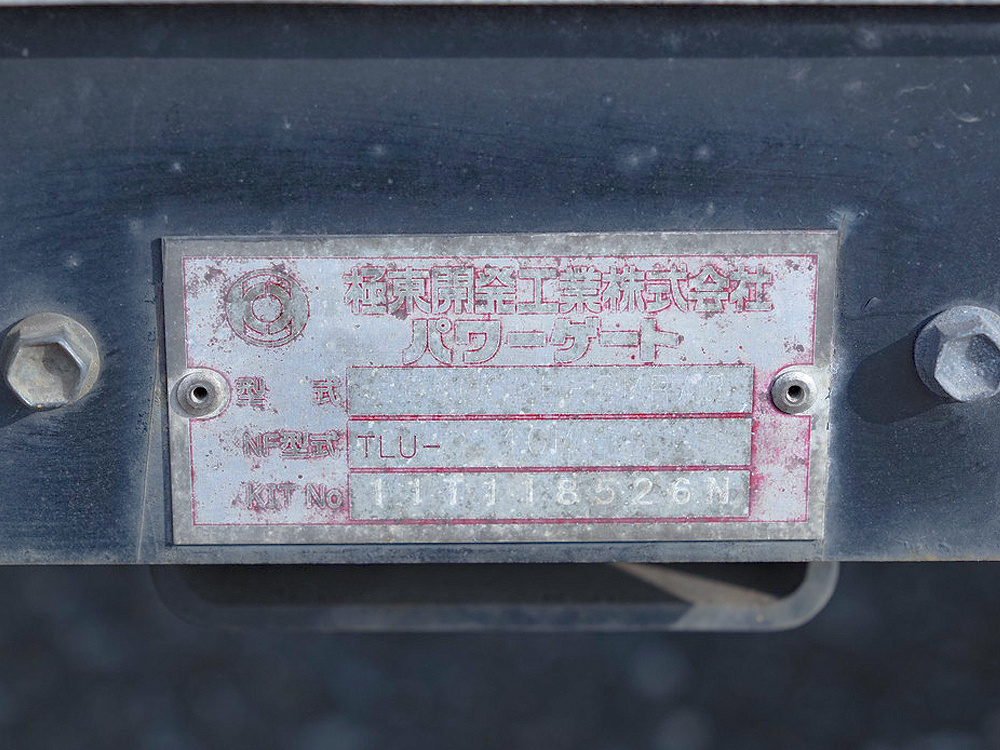 極東開発工業株式会社
パワーゲート
型 式
NF型式 TLU-
KIT No 1111118526N